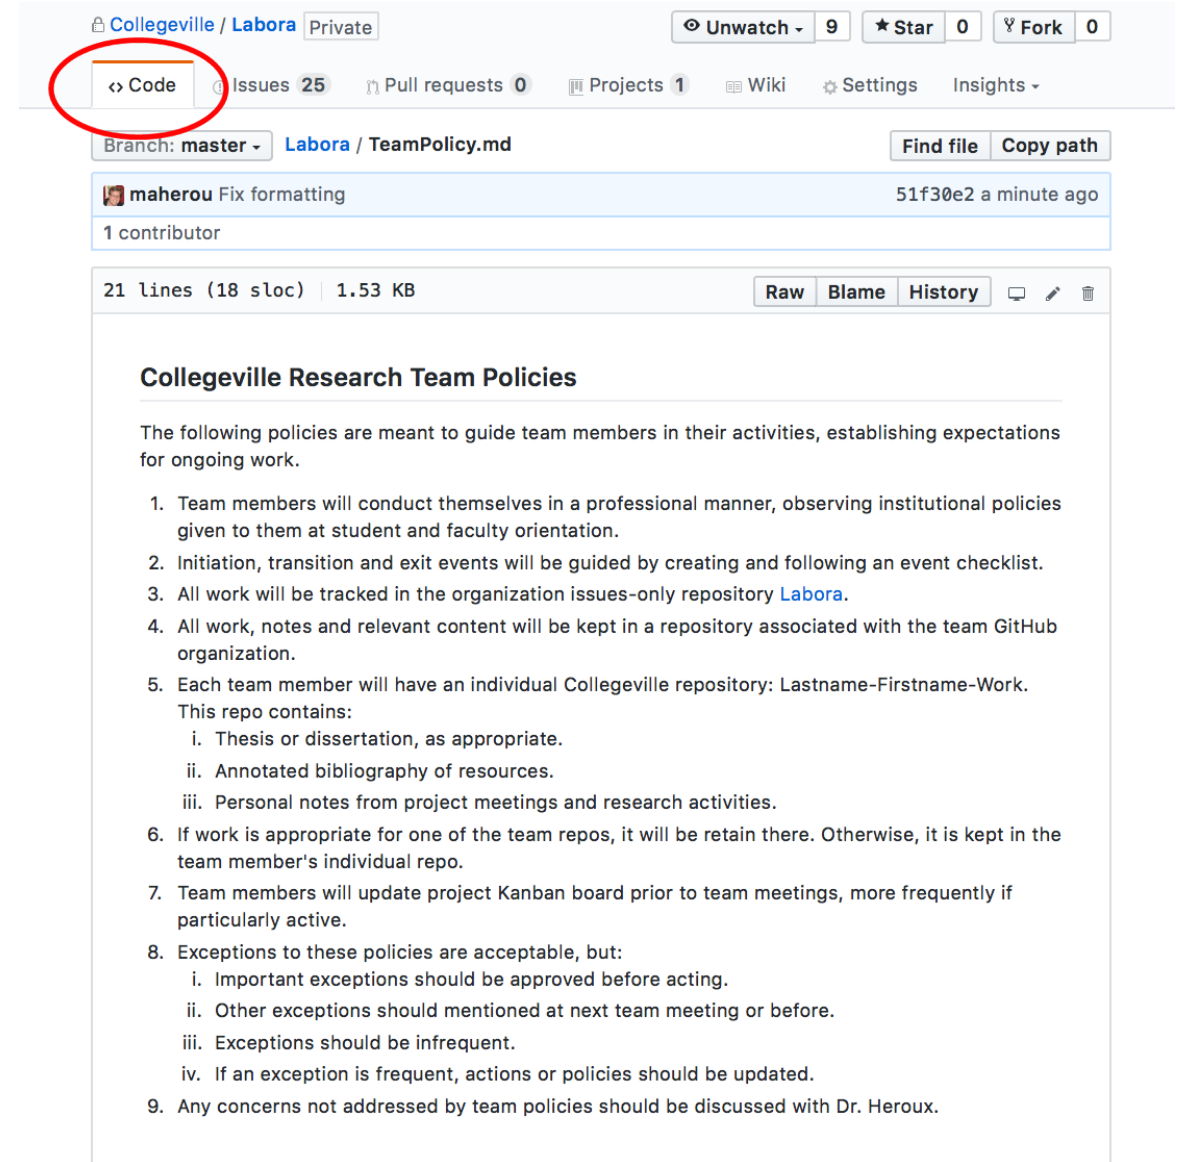 Collegeville / Labora Private Unwatch 9 Star 0 Fork 0
Code Issues 25 Pull requests 0 Projects 1 Wiki Settings Insights
Branch: master Labora / TeamPolicy.md Find file Copy path
maherou Fix formatting 51f30e2 a minute ago
1 contributor
21 lines (18 sloc) 1.53 KB Raw Blame History
Collegeville Research Team Policies
The following policies are meant to guide team members in their activities, establishing expectations
for ongoing work.
1. Team members will conduct themselves in a professional manner, observing institutional policies
given to them at student and faculty orientation.
2. Initiation, transition and exit events will be guided by creating and following an event checklist.
3. All work will be tracked in the organization issues-only repository Labora.
4. All work, notes and relevant content will be kept in a repository associated with the team GitHub
organization.
5. Each team member will have an individual Collegeville repository: Lastname-Firstname-Work.
This repo contains:
i. Thesis or dissertation, as appropriate.
ii. Annotated bibliography of resources.
iii. Personal notes from project meetings and research activities.
6. If work is appropriate for one of the team repos, it will be retain there. Otherwise, it is kept in the
team member's individual repo.
7. Team members will update project Kanban board prior to team meetings, more frequently if
particularly active.
8. Exceptions to these policies are acceptable, but:
i. Important exceptions should be approved before acting.
ii. Other exceptions should mentioned at next team meeting or before.
iii. Exceptions should be infrequent.
iv. If an exception is frequent, actions or policies should be updated.
9. Any concerns not addressed by team policies should be discussed with Dr. Heroux.